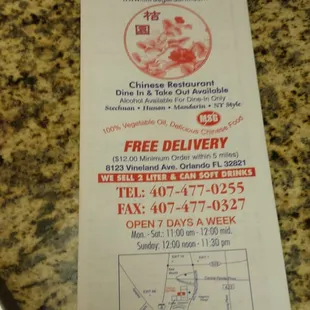 桔
園
Chinese Restaurant
Dine In & Take Out Available
Alcohol Available For Dine-In Only
Szechuan • Hunan • Mandarin • NY Style
MSG
100% Vegetable Oil, Delicious Chinese Food
FREE DELIVERY
($12.00 Minimum Order within 5 miles)
8123 Vineland Ave. Orlando FL 32821
WE SELL 2 LITER & CAN SOFT DRINKS
TEL: 407-477-0255
FAX: 407-477-0327
OPEN 7 DAYS A WEEK
Mon. - Sat.: 11:00 am - 12:00 mid.
Sunday: 12:00 noon - 11:30 pm